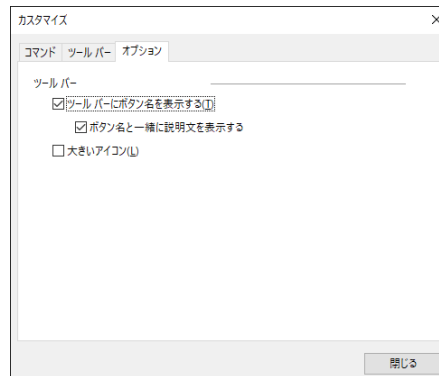 カスタマイズ
コマンド ツール バー オプション
ツール バー
ツール バーにボタン名を表示する(T)
ボタン名と一緒に説明文を表示する
大きいアイコン(L)
閉じる